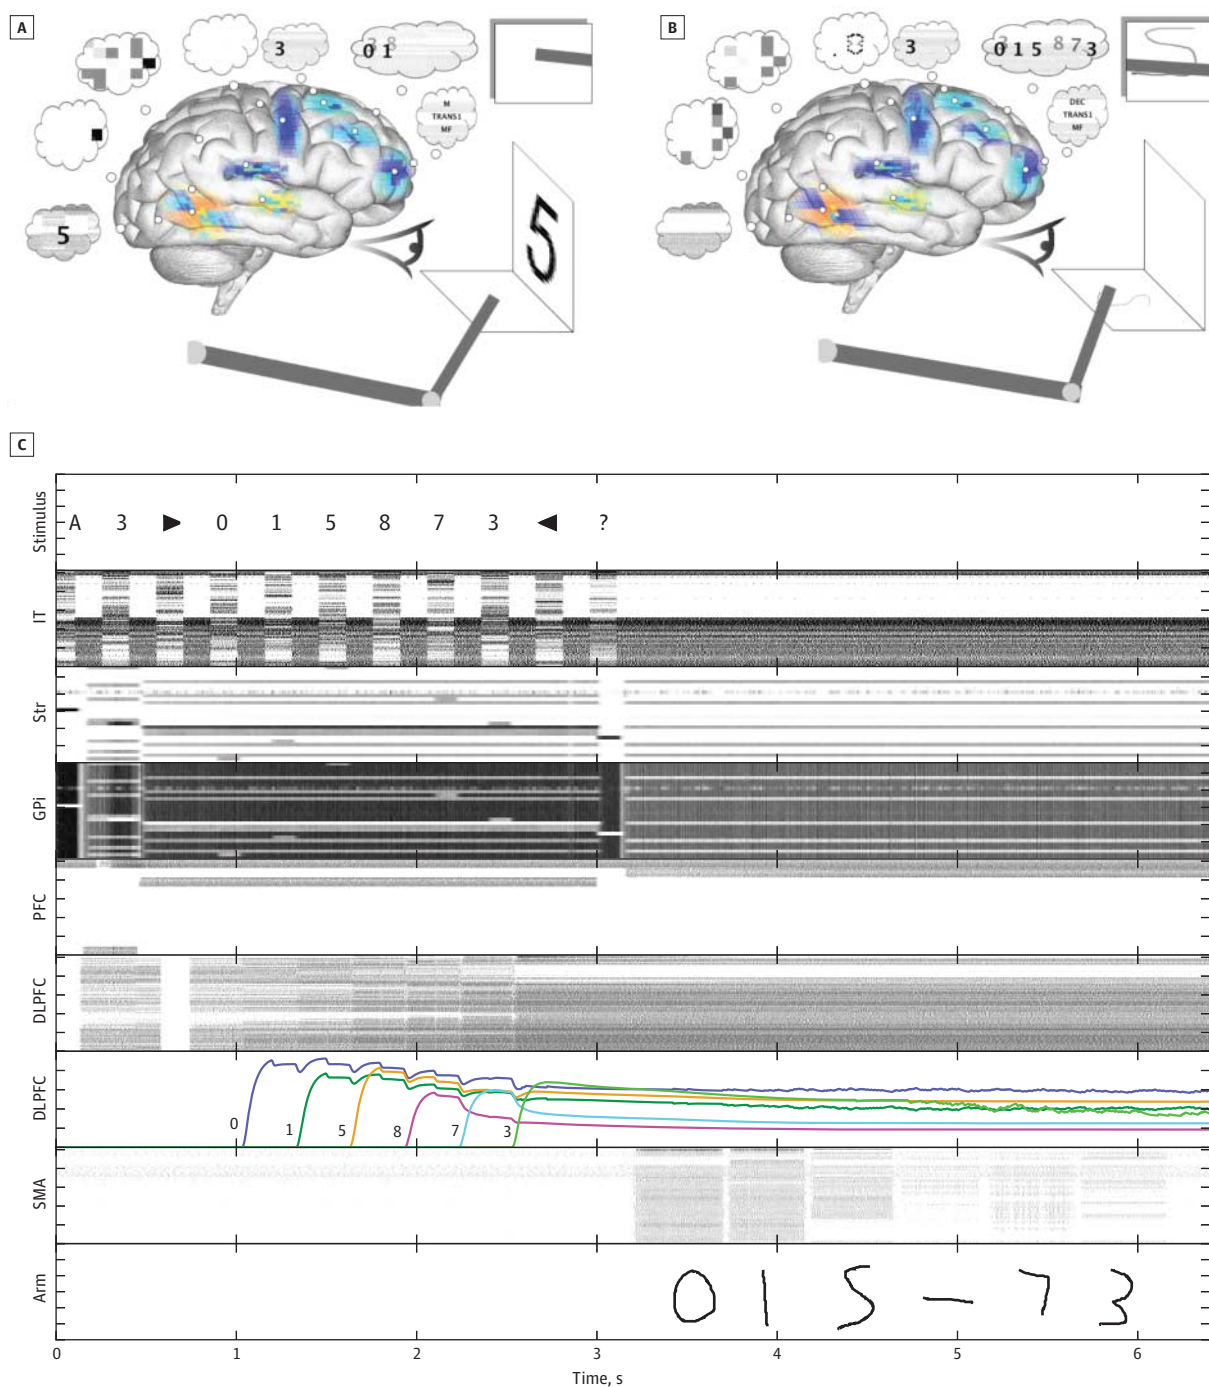 A
3
0 1
M
TRANS1
MF
5
5
B
8
3
0 1 5 8 7 3
DEC
TRANS1
MF
C
Stimulus
A 3 ► 0 1 5 8 7 3 ◄ ?
IT
Str
GPi
PFC
DLPFC
DLPFC
0 1 5 8 7 3
SMA
Arm
0 1 5 – 7 3
0 1 2 3 4 5 6
Time, s